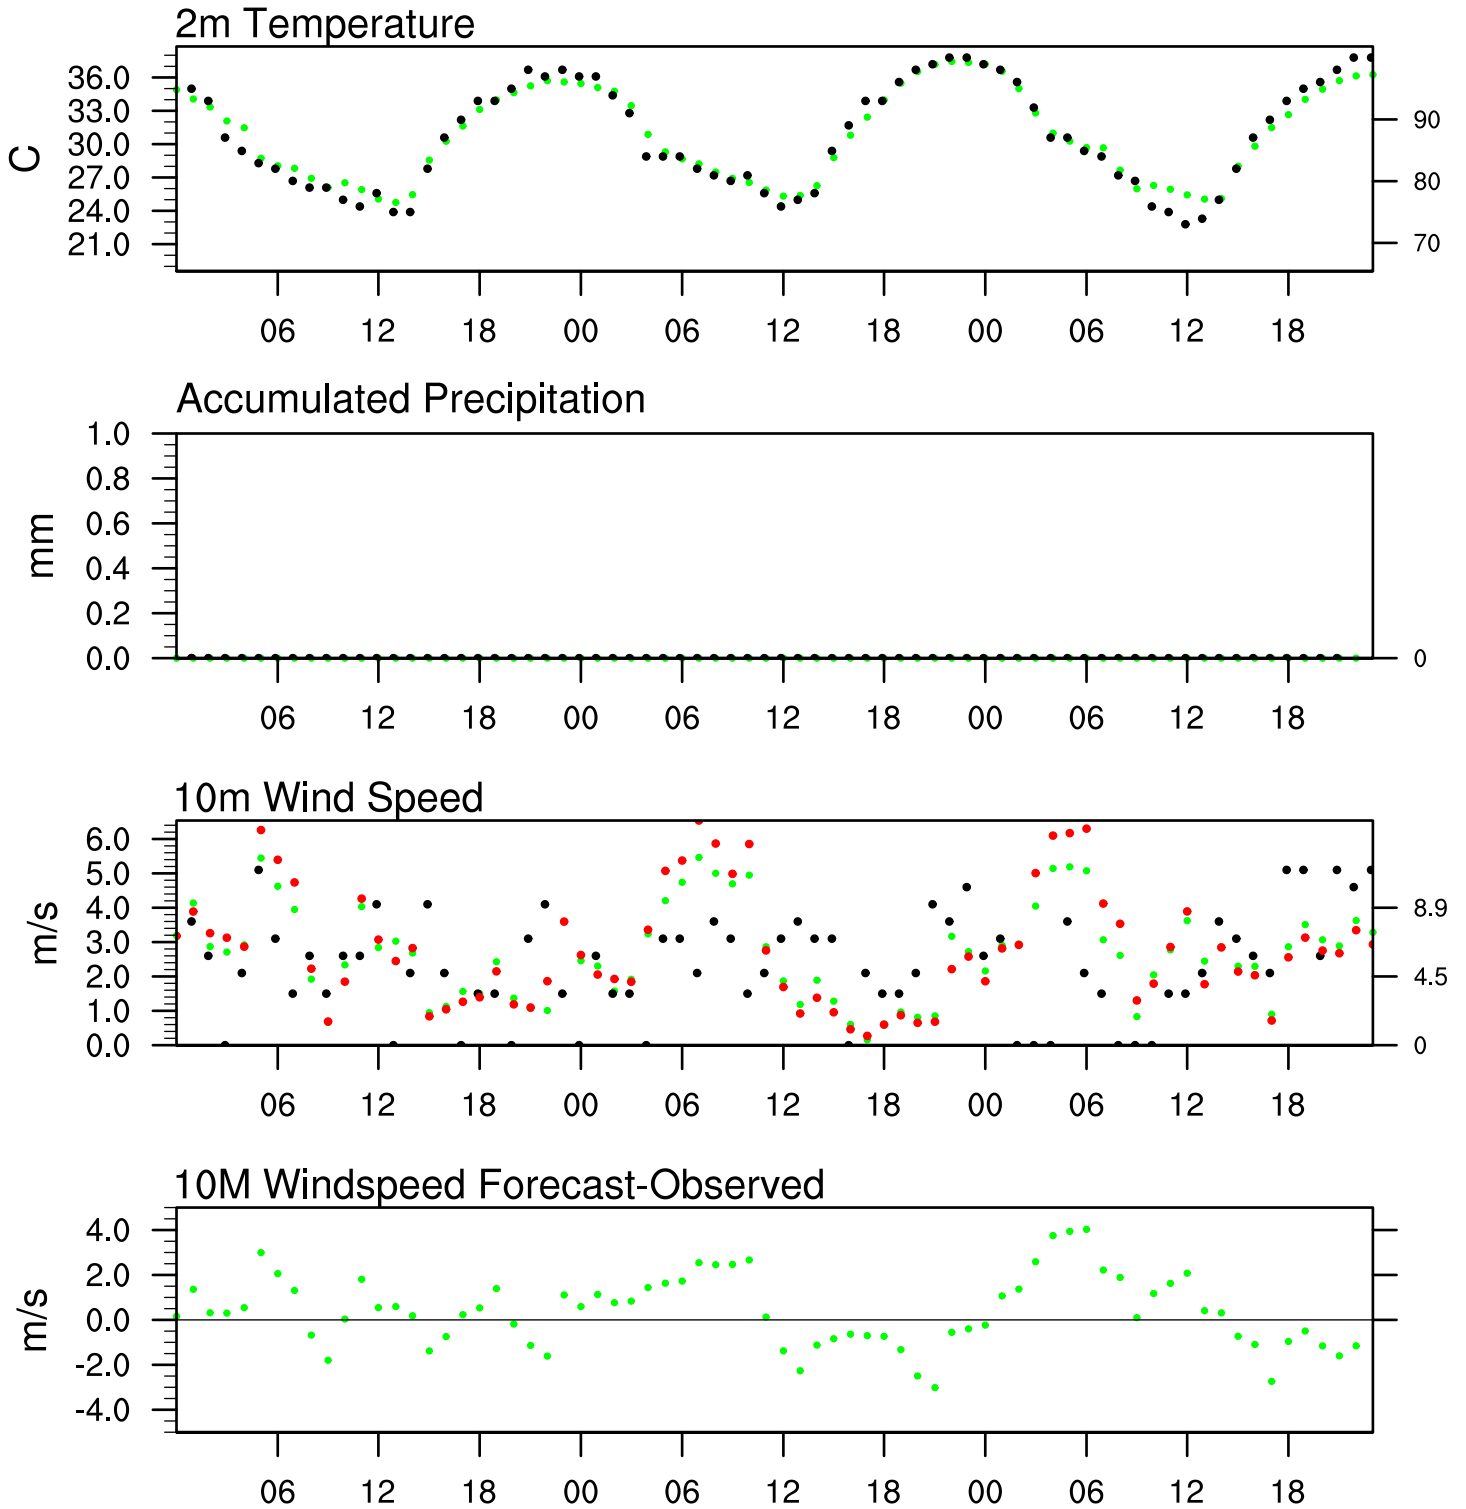 2m Temperature
36.0
33.0
30.0
27.0
24.0
21.0
C
90
80
70
06 12 18 00 06 12 18 00 06 12 18
Accumulated Precipitation
1.0
0.8
0.6
0.4
0.2
0.0
mm
0
06 12 18 00 06 12 18 00 06 12 18
10m Wind Speed
6.0
5.0
4.0
3.0
2.0
1.0
0.0
m/s
8.9
4.5
0
06 12 18 00 06 12 18 00 06 12 18
10M Windspeed Forecast-Observed
4.0
2.0
0.0
-2.0
-4.0
m/s
06 12 18 00 06 12 18 00 06 12 18